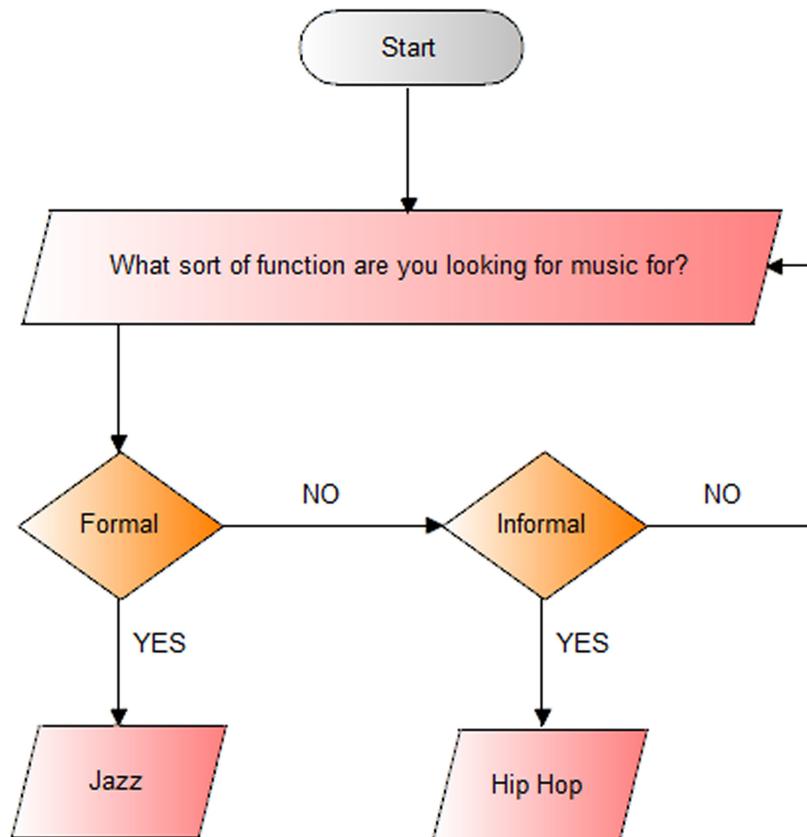 Start
What sort of function are you looking for music for?
Formal
NO
Informal
NO
YES
YES
Jazz
Hip Hop